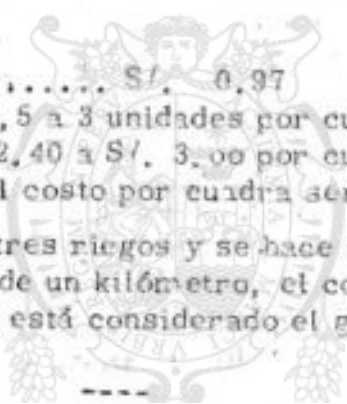 ...... S/. 0.97
,5 a 3 unidades por cu
2.40 a S/. 3.oo por cu
l costo por cuadra ser
tres riegos y se hace
de un kilómetro, el co
está considerado el g
----